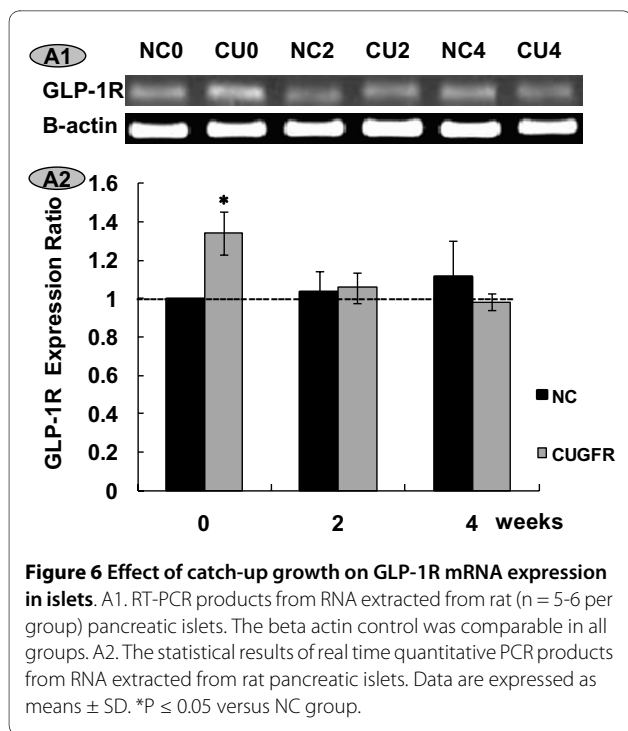 A1 NC0 CU0 NC2 CU2 NC4 CU4
GLP-1R
B-actin
A2
1.6
1.4
1.2
1
0.8
0.6
0.4
0.2
0
GLP-1R Expression Ratio
*
NC
CUGFR
0 2 4 weeks
Figure 6 Effect of catch-up growth on GLP-1R mRNA expression
in islets. A1. RT-PCR products from RNA extracted from rat (n = 5-6 per
group) pancreatic islets. The beta actin control was comparable in all
groups. A2. The statistical results of real time quantitative PCR products
from RNA extracted from rat pancreatic islets. Data are expressed as
means ± SD. *P ≤ 0.05 versus NC group.